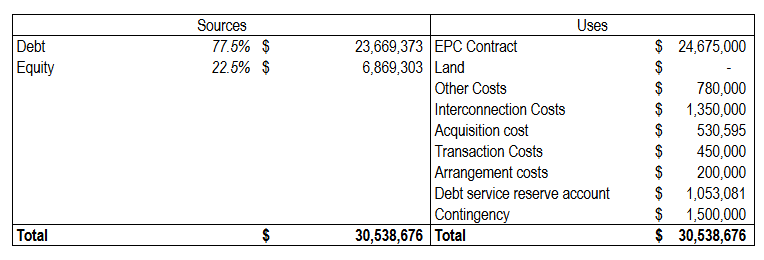 Sources Uses
Debt 77.5% $ 23,669,373 EPC Contract $ 24,675,000
Equity 22.5% $ 6,869,303 Land $ -
Other Costs $ 780,000
Interconnection Costs $ 1,350,000
Acquisition cost $ 530,595
Transaction Costs $ 450,000
Arrangement costs $ 200,000
Debt service reserve account $ 1,053,081
Contingency $ 1,500,000
Total $ 30,538,676 Total $ 30,538,676